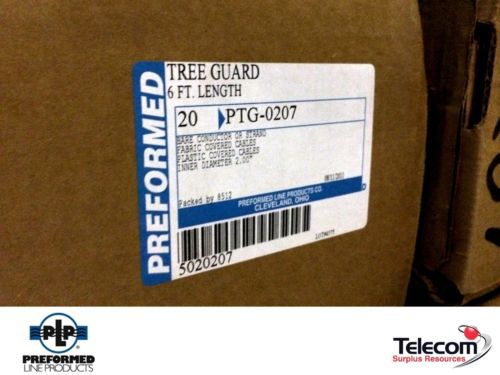 PREFORMED
TREE GUARD
6 FT. LENGTH
20 PTG-0207
BARE CONDUCTOR OR STRAND
FABRIC COVERED CABLES
PLASTIC COVERED CABLES
INNER DIAMETER 2.00"
Packed by 8512
PREFORMED LINE PRODUCTS CO.
CLEVELAND, OHIO
5020207
PLP
PREFORMED
LINE PRODUCTS
Telecom
Surplus Resources